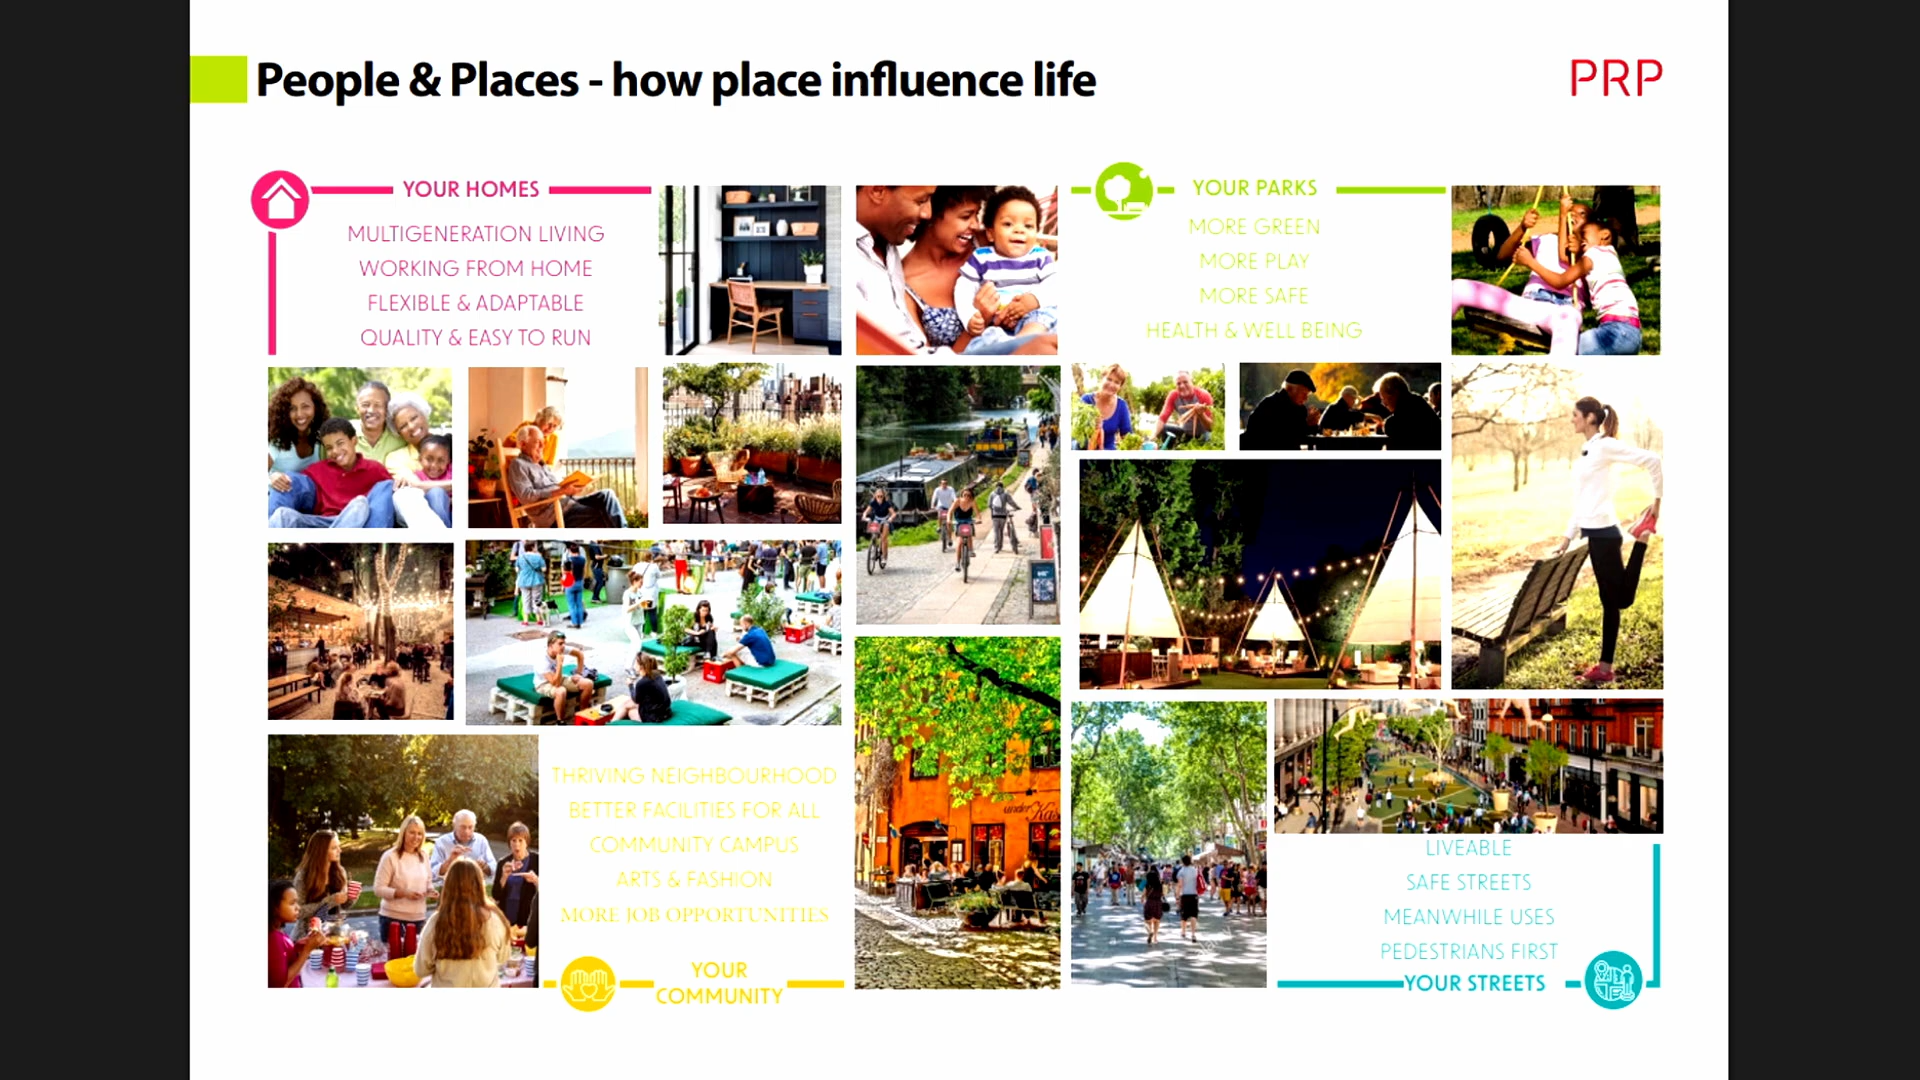 People & Places - how place influence life
PRP
YOUR HOMES
MULTIGENERATION LIVING
WORKING FROM HOME
FLEXIBLE & ADAPTABLE
QUALITY & EASY TO RUN
YOUR PARKS
MORE GREEN
MORE PLAY
MORE SAFE
HEALTH & WELL BEING
THRIVING NEIGHBOURHOOD
BETTER FACILITIES FOR ALL
COMMUNITY CAMPUS
ARTS & FASHION
MORE JOB OPPORTUNITIES
YOUR
COMMUNITY
under
LIVEABLE
SAFE STREETS
MEANWHILE USES
PEDESTRIANS FIRST
YOUR STREETS